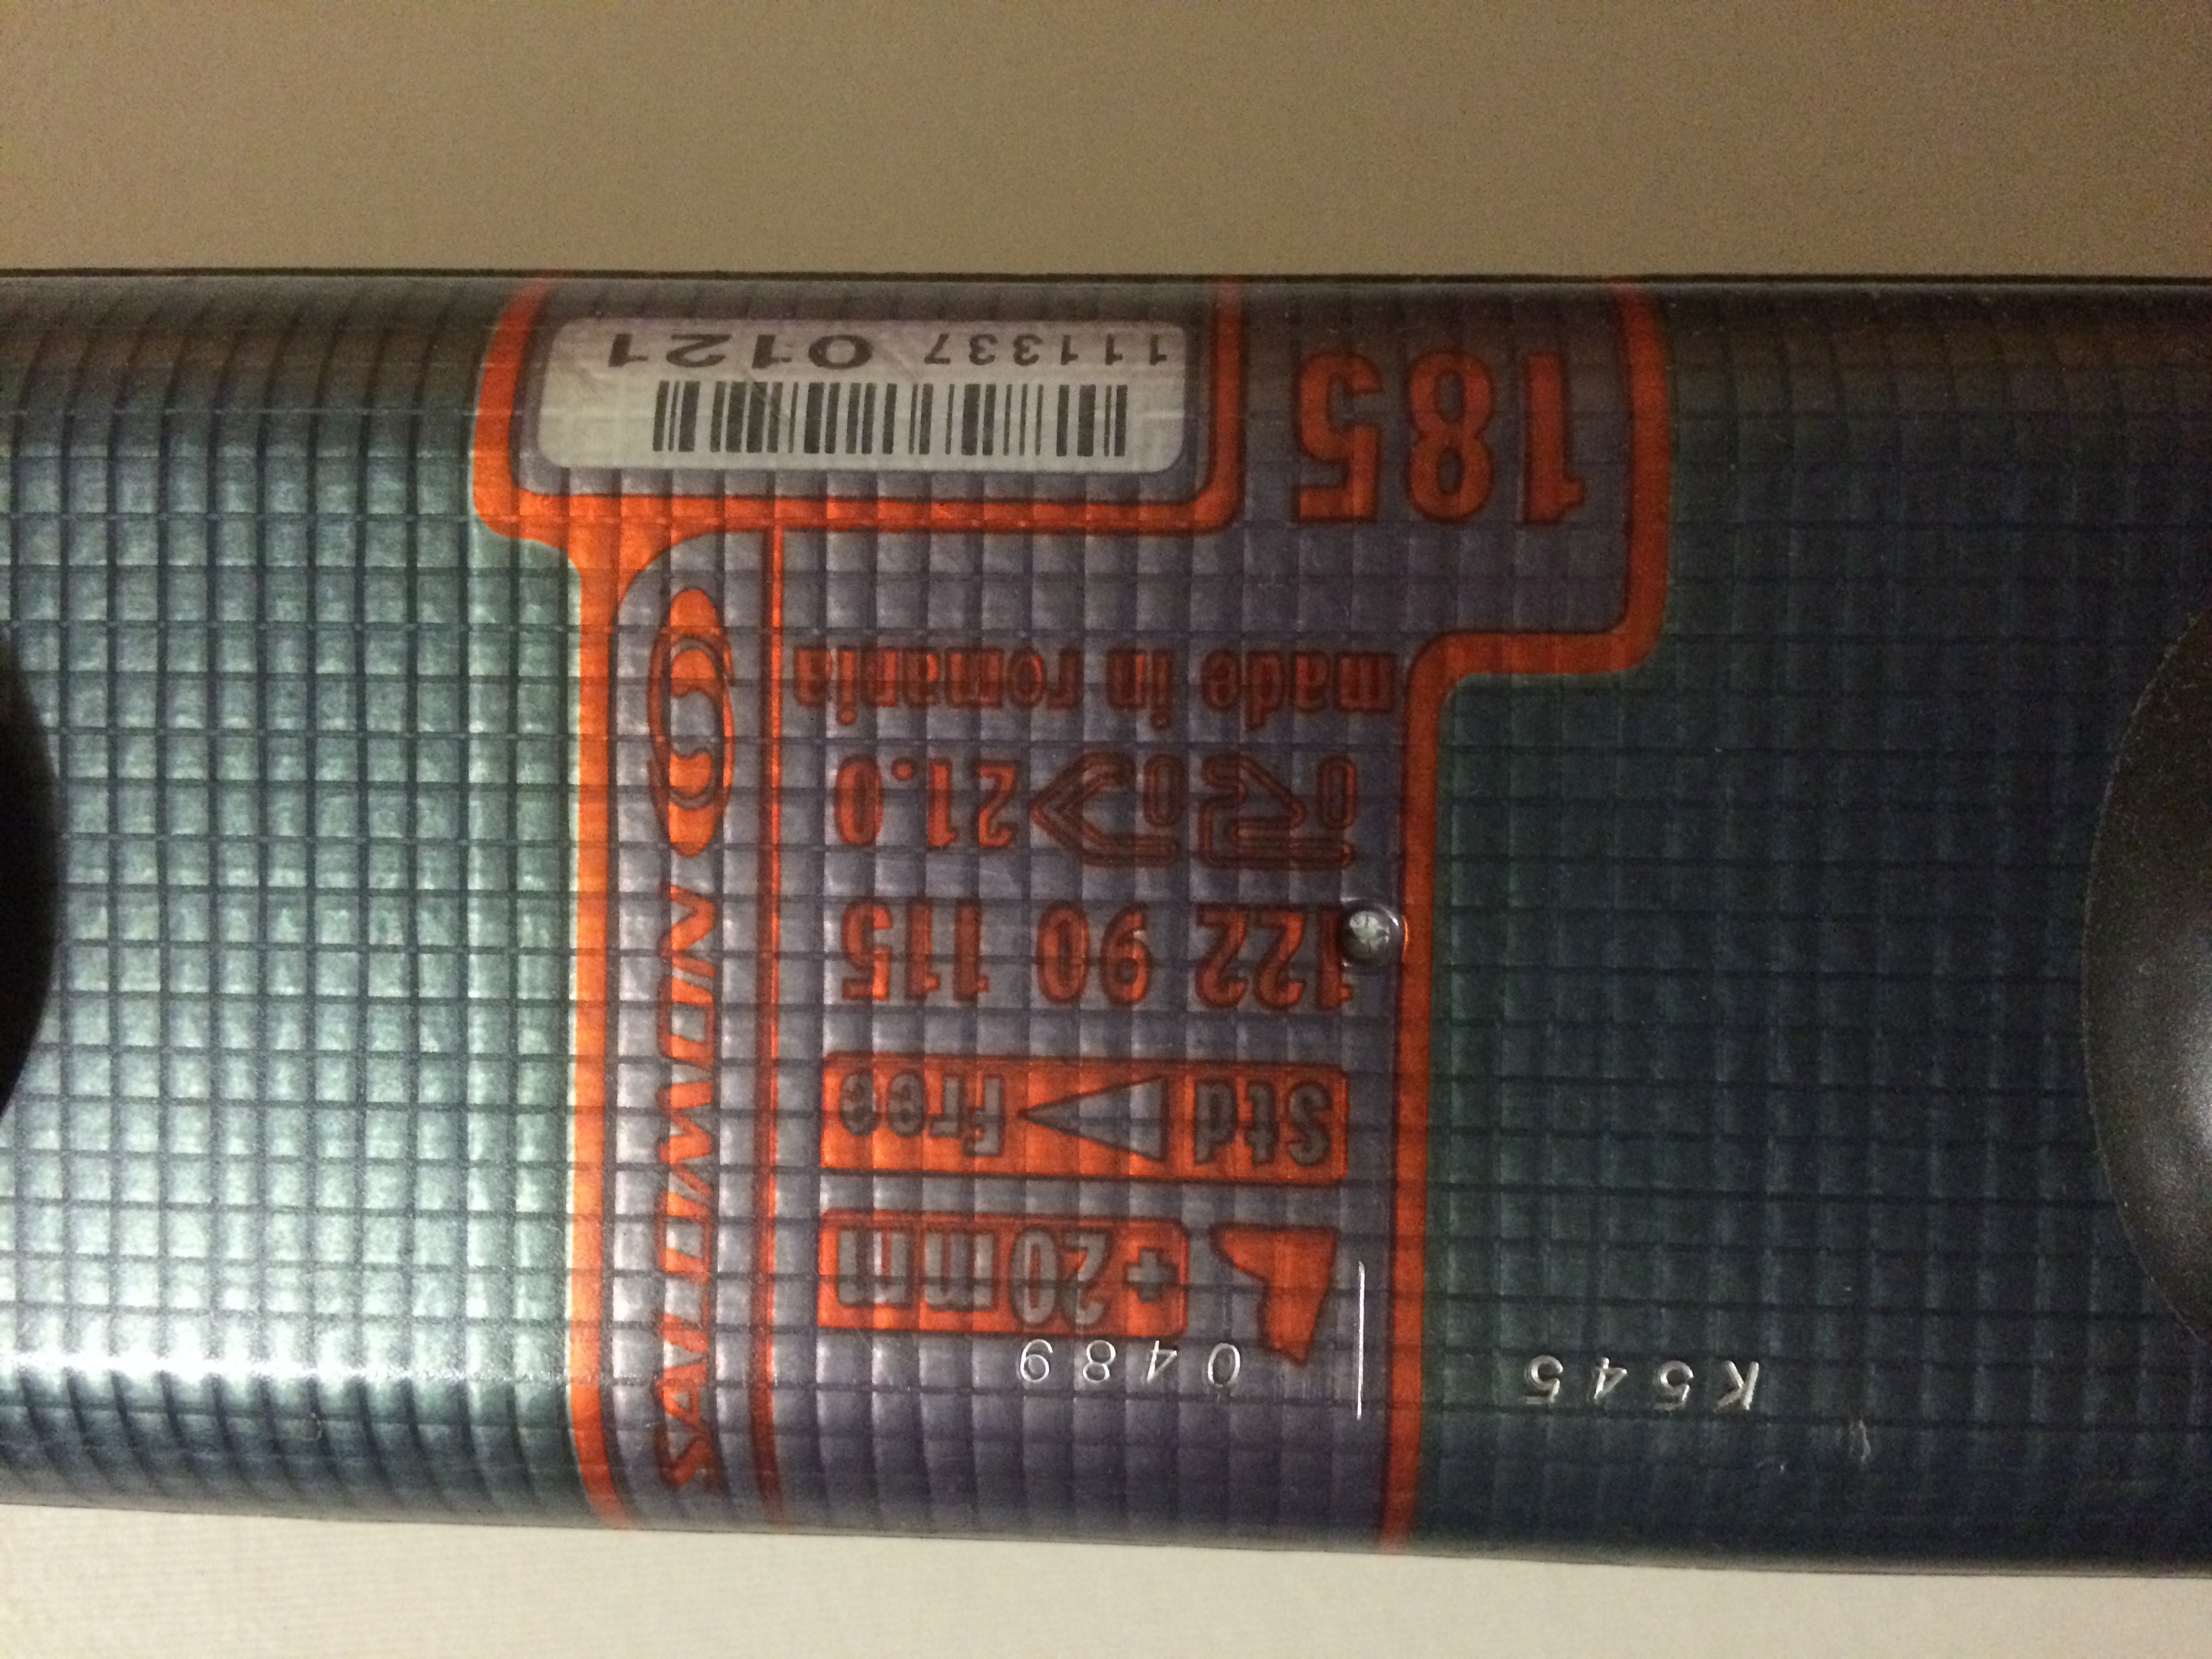 K545
0489
+20mm
Std Free
122 90 115
21.0
made in romania
SALOMON
185
111337 0121